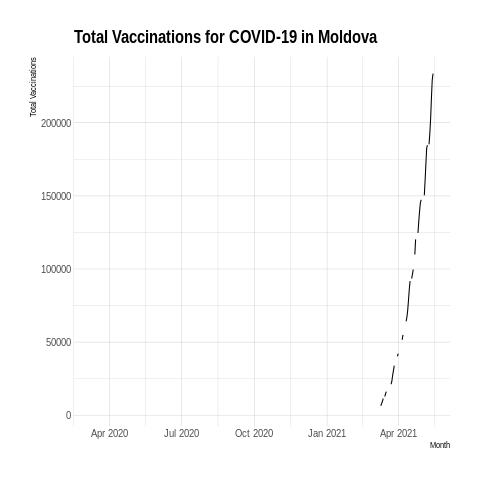 Total Vaccinations for COVID-19 in Moldova
Total Vaccinations
200000
150000
100000
50000
0
Apr 2020 Jul 2020 Oct 2020 Jan 2021 Apr 2021
Month